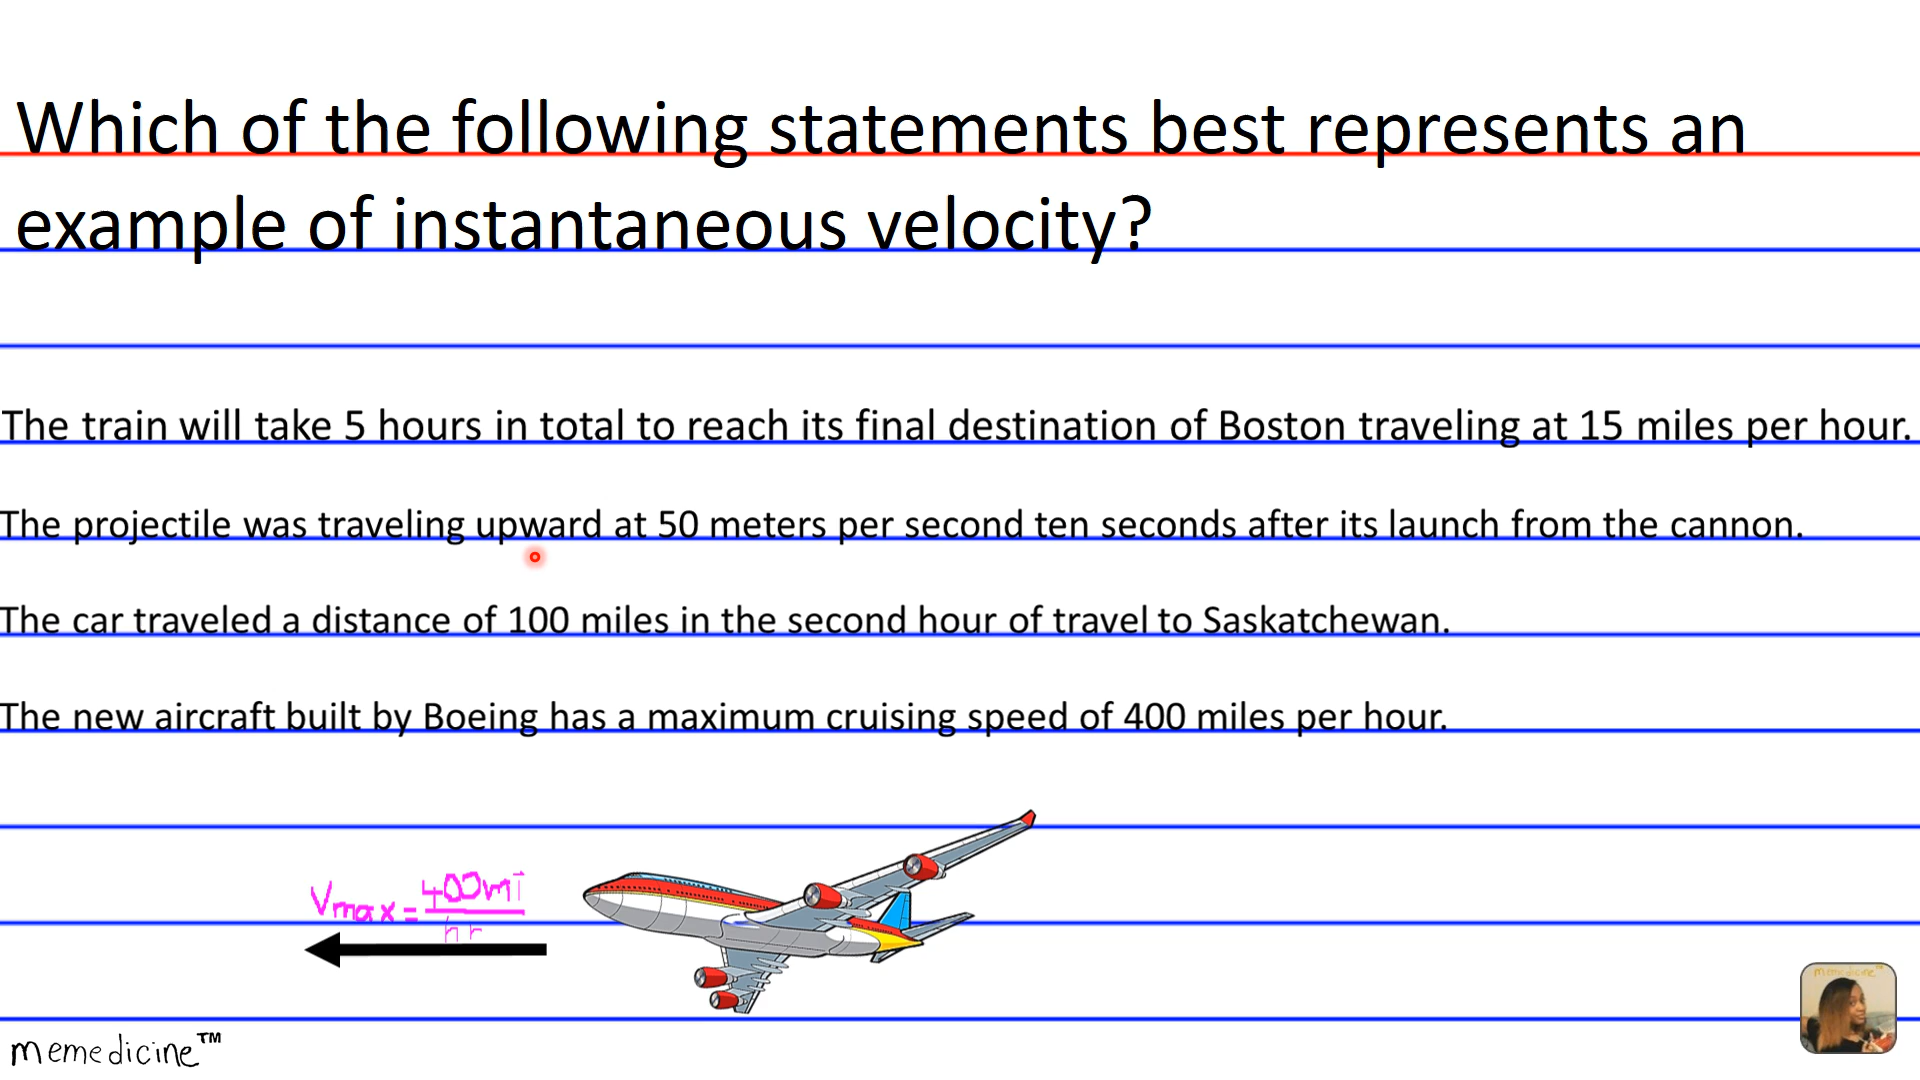 Which of the following statements best represents an
example of instantaneous velocity?
The train will take 5 hours in total to reach its final destination of Boston traveling at 15 miles per hour.
The projectile was traveling upward at 50 meters per second ten seconds after its launch from the cannon.
The car traveled a distance of 100 miles in the second hour of travel to Saskatchewan.
The new aircraft built by Boeing has a maximum cruising speed of 400 miles per hour.
Vmax = 400mi
hr
memedicine™
memedicine™